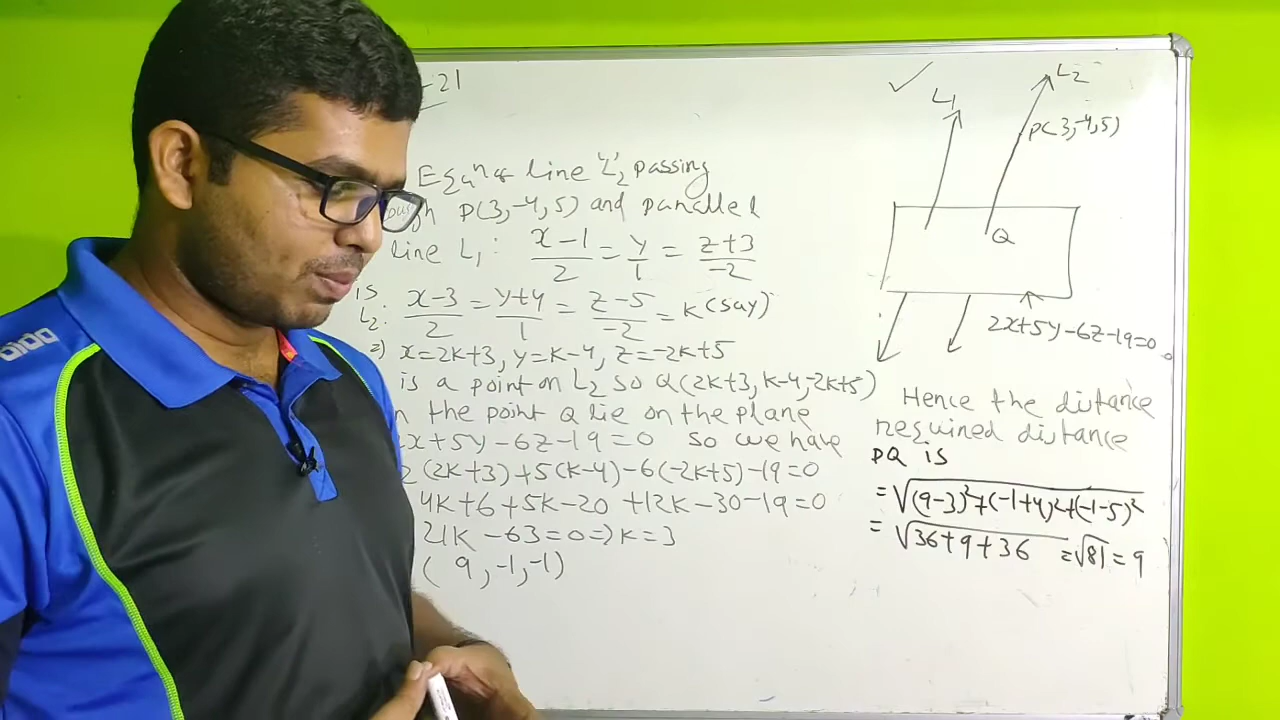 -21
Eqn of line L2 passing
ough P(3,-4,5) and parallel
line L1: x-1/2 = y/1 = z+3/-2
is
L2: x-3/2 = y+4/1 = z-5/-2 = K (say)
⇒ x=2K+3, y=K-4, z=-2K+5
is a point on L2 so Q(2K+3, K-4, -2K+5)
n the point Q lie on the plane
2x+5y-6z-19=0 so we have
2(2K+3)+5(K-4)-6(-2K+5)-19=0
4K+6+5K-20+12K-30-19=0
21K-63=0 ⇒ K=3
(9,-1,-1)
L1
L2
P(3,-4,5)
Q
2x+5y-6z-19=0
Hence the distance
required distance
PQ is
=√(9-3)²+(-1+4)²+(-1-5)²
=√36+9+36 =√81=9